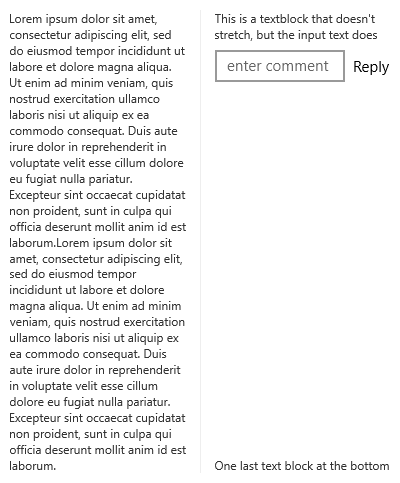 Lorem ipsum dolor sit amet,
consectetur adipiscing elit, sed
do eiusmod tempor incididunt ut
labore et dolore magna aliqua.
Ut enim ad minim veniam, quis
nostrud exercitation ullamco
laboris nisi ut aliquip ex ea
commodo consequat. Duis aute
irure dolor in reprehenderit in
voluptate velit esse cillum dolore
eu fugiat nulla pariatur.
Excepteur sint occaecat cupidatat
non proident, sunt in culpa qui
officia deserunt mollit anim id est
laborum.Lorem ipsum dolor sit
amet, consectetur adipiscing elit,
sed do eiusmod tempor
incididunt ut labore et dolore
magna aliqua. Ut enim ad minim
veniam, quis nostrud exercitation
ullamco laboris nisi ut aliquip ex
ea commodo consequat. Duis
aute irure dolor in reprehenderit
in voluptate velit esse cillum
dolore eu fugiat nulla pariatur.
Excepteur sint occaecat cupidatat
non proident, sunt in culpa qui
officia deserunt mollit anim id est
laborum.
This is a textblock that doesn't
stretch, but the input text does
enter comment Reply
One last text block at the bottom